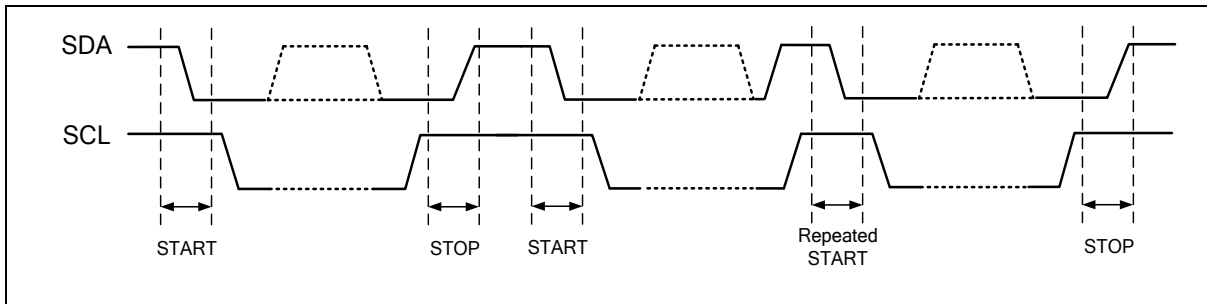 SDA
SCL
START
STOP
START
Repeated
START
STOP